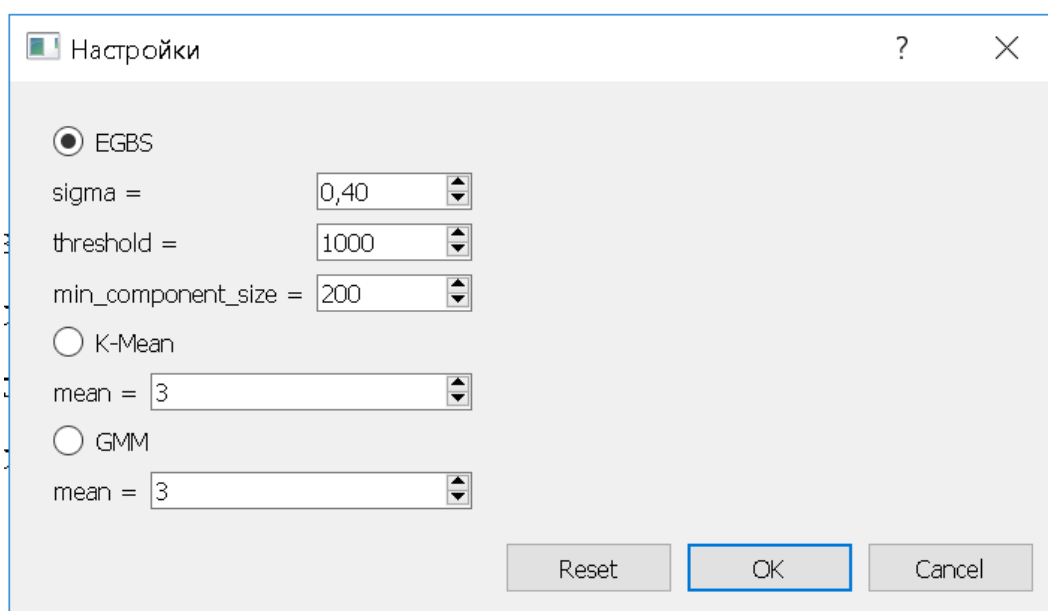 Настройки
?
EGBS
sigma = 0,40
threshold = 1000
min_component_size = 200
K-Mean
mean = 3
GMM
mean = 3
Reset OK Cancel